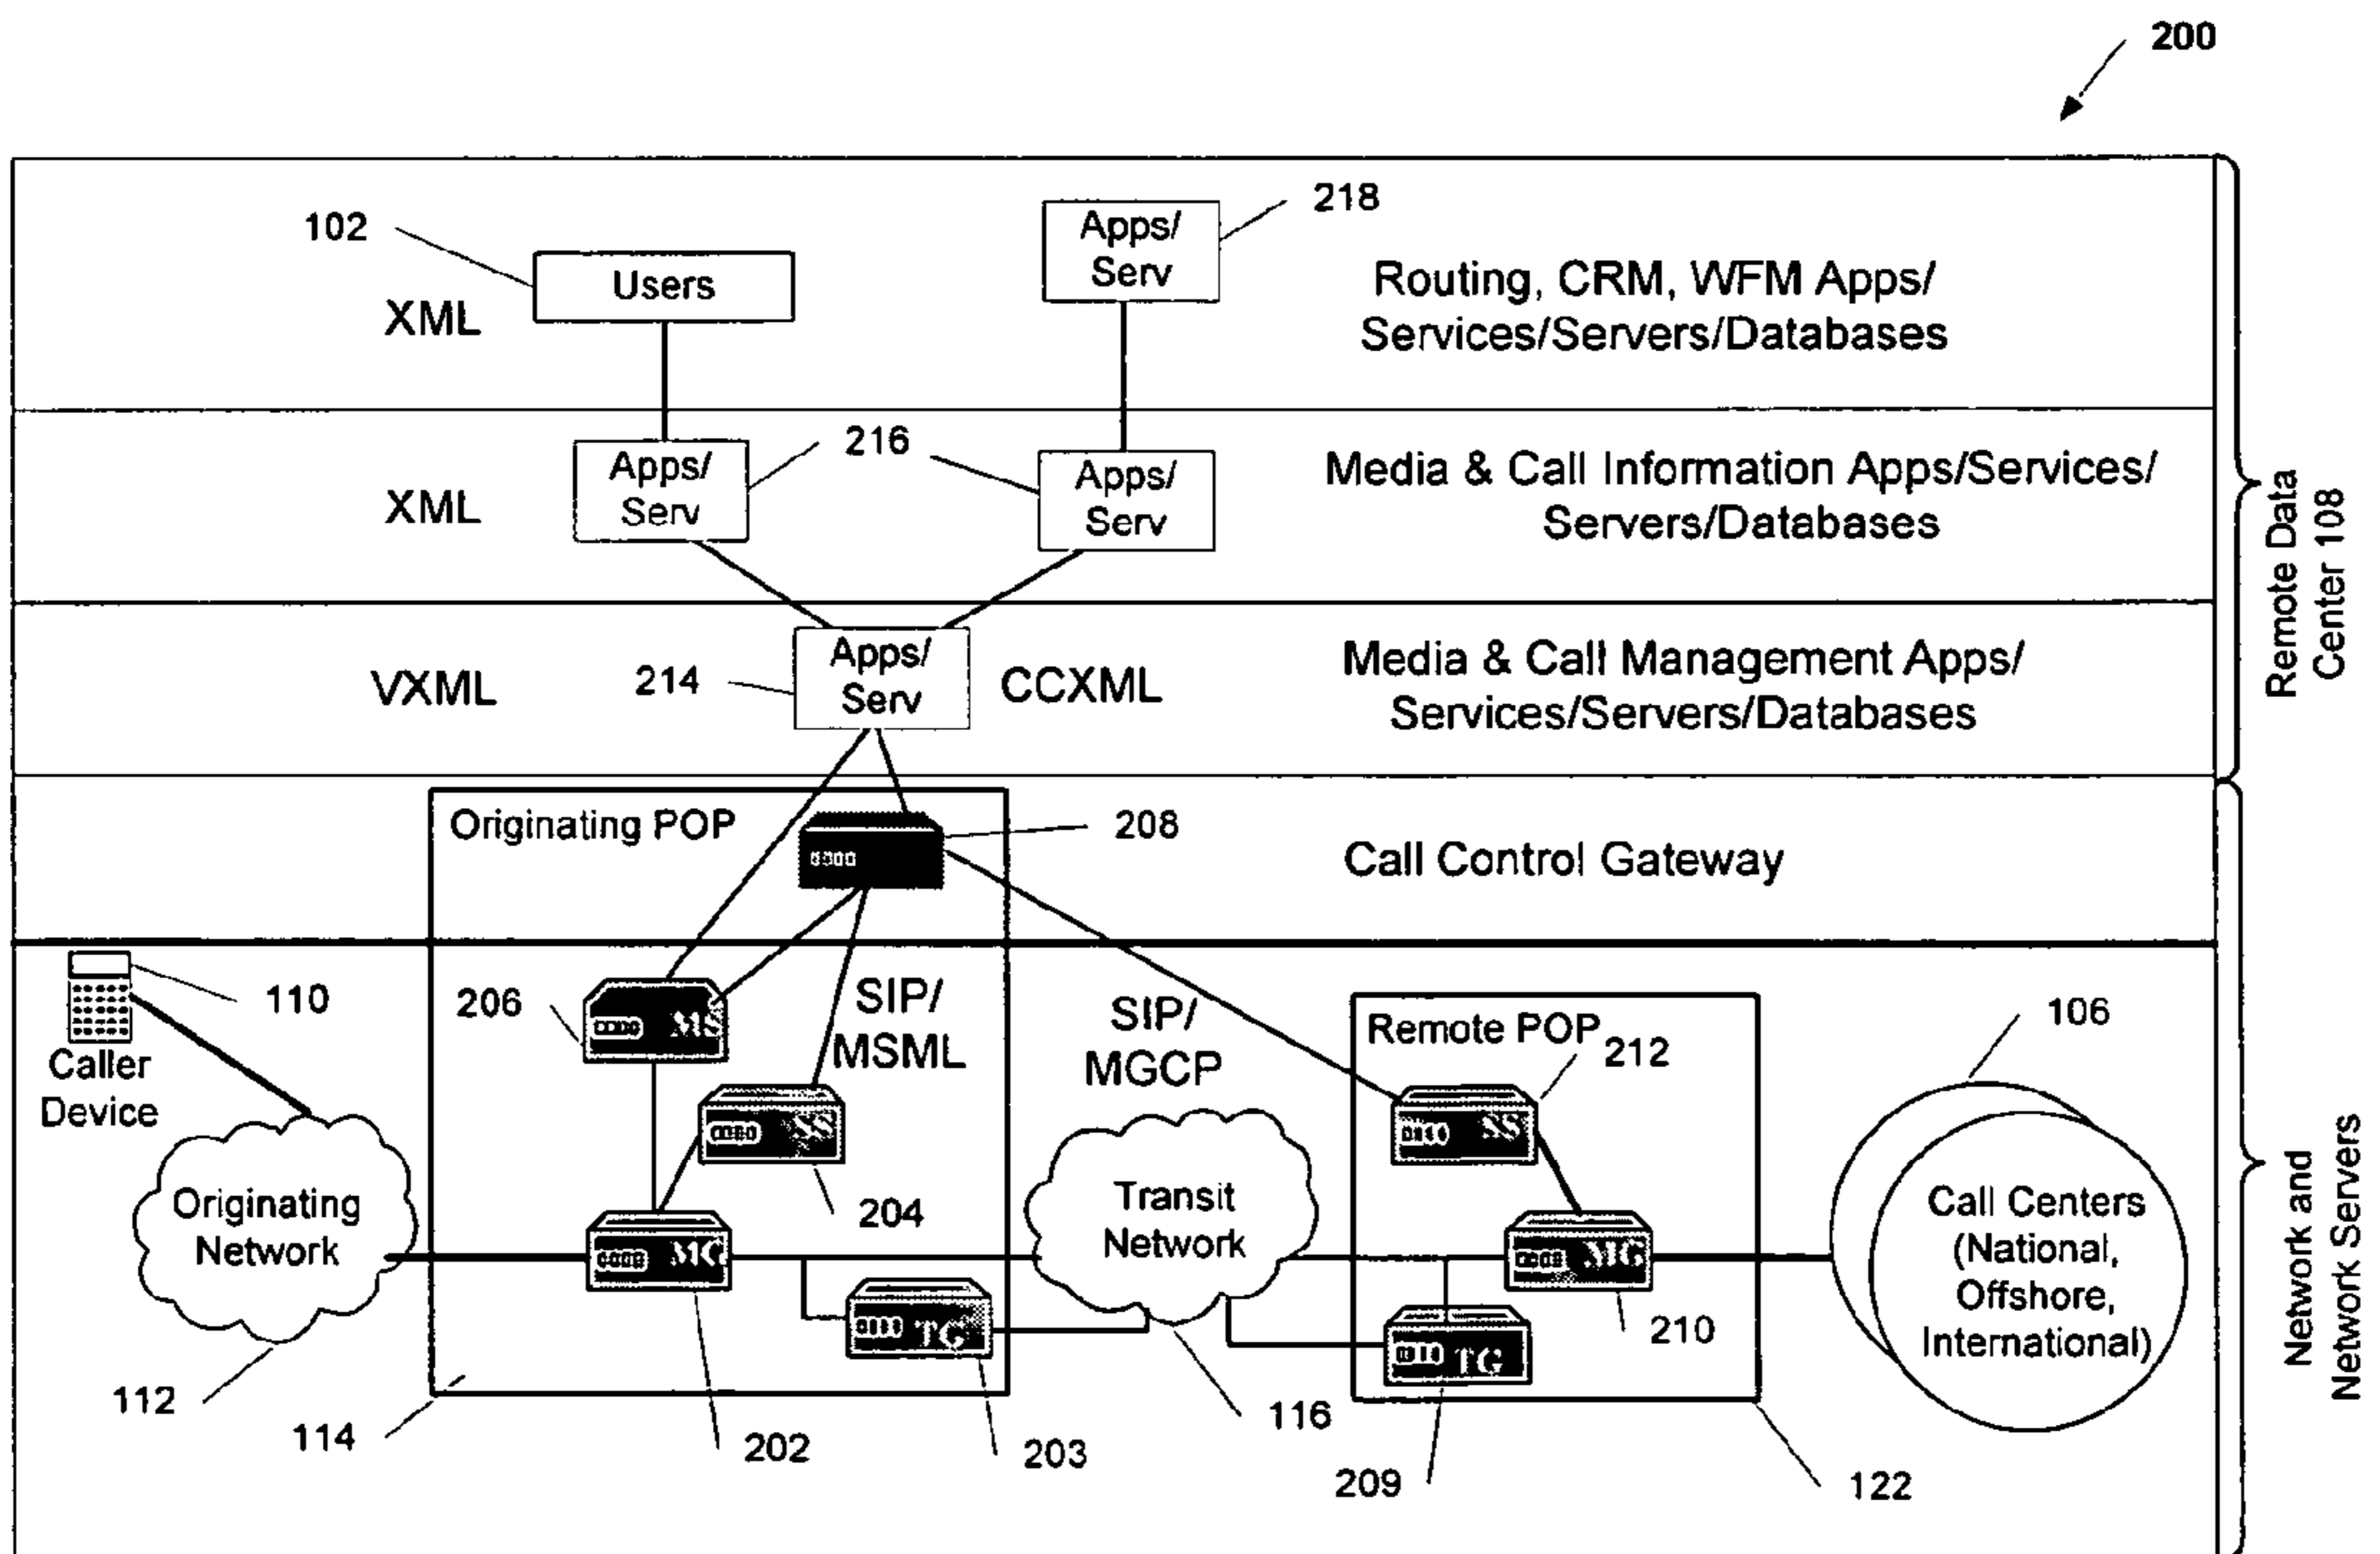 200
102
Users
XML
Apps/
Serv
218
Routing, CRM, WFM Apps/
Services/Servers/Databases
XML
Apps/
Serv
216
Apps/
Serv
Media & Call Information Apps/Services/
Servers/Databases
Remote Data
Center 108
VXML
214
Apps/
Serv
CCXML
Media & Call Management Apps/
Services/Servers/Databases
Originating POP
208
Call Control Gateway
110
Caller
Device
206
MS
SIP/
MSML
SIP/
MGCP
Remote POP
212
106
SS
204
SS
Originating
Network
MG
Transit
Network
MG
210
Call Centers
(National,
Offshore,
International)
Network and
Network Servers
TG
TG
112
114
202
203
116
209
122